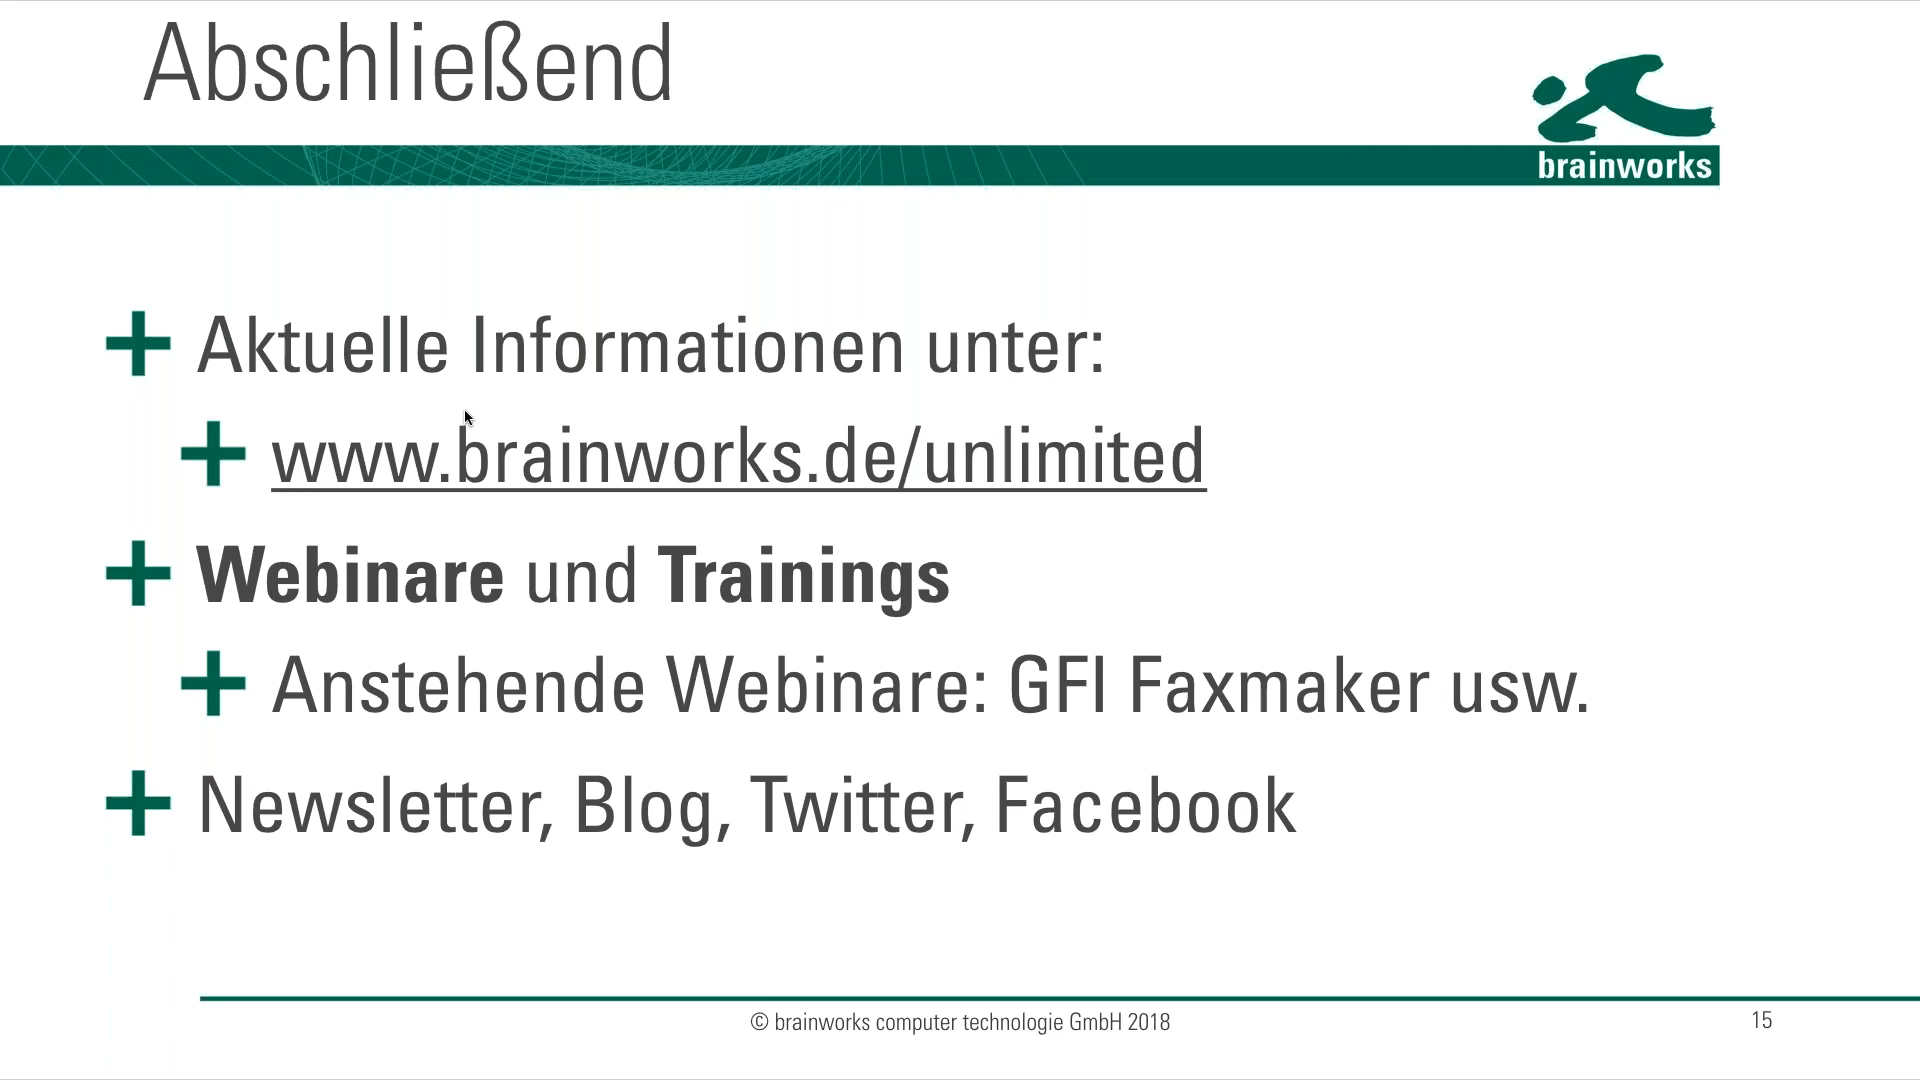 Abschließend
brainworks
Aktuelle Informationen unter:
www.brainworks.de/unlimited
Webinare und Trainings
Anstehende Webinare: GFI Faxmaker usw.
Newsletter, Blog, Twitter, Facebook
© brainworks computer technologie GmbH 2018
15